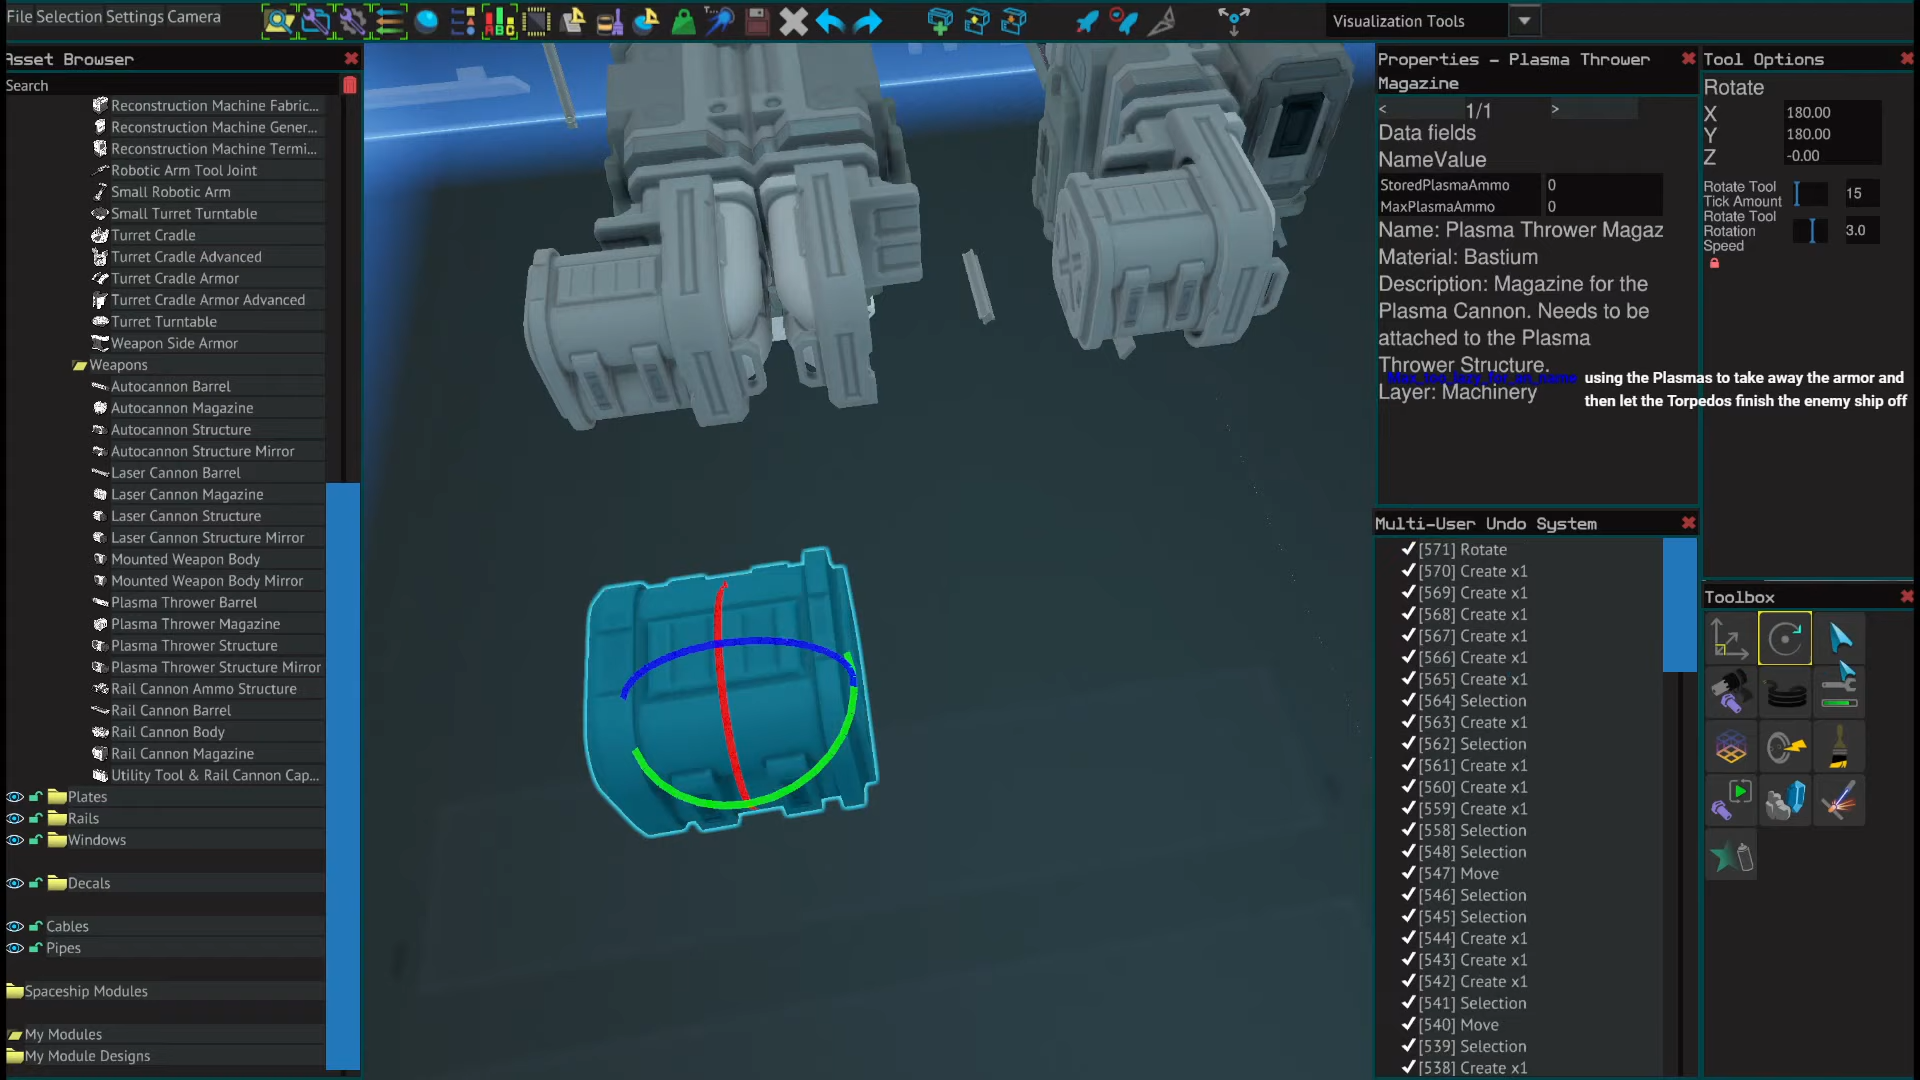 File Selection Settings Camera
Visualization Tools
Asset Browser
Search
Reconstruction Machine Fabric...
Reconstruction Machine Gener...
Reconstruction Machine Termi...
Robotic Arm Tool Joint
Small Robotic Arm
Small Turret Turntable
Turret Cradle
Turret Cradle Advanced
Turret Cradle Armor
Turret Cradle Armor Advanced
Turret Turntable
Weapon Side Armor
Weapons
Autocannon Barrel
Autocannon Magazine
Autocannon Structure
Autocannon Structure Mirror
Laser Cannon Barrel
Laser Cannon Magazine
Laser Cannon Structure
Laser Cannon Structure Mirror
Mounted Weapon Body
Mounted Weapon Body Mirror
Plasma Thrower Barrel
Plasma Thrower Magazine
Plasma Thrower Structure
Plasma Thrower Structure Mirror
Rail Cannon Ammo Structure
Rail Cannon Barrel
Rail Cannon Body
Rail Cannon Magazine
Utility Tool & Rail Cannon Cap...
Plates
Rails
Windows
Decals
Cables
Pipes
Spaceship Modules
My Modules
My Module Designs
Properties - Plasma Thrower
Magazine
< 1/1 >
Data fields
NameValue
StoredPlasmaAmmo 0
MaxPlasmaAmmo 0
Name: Plasma Thrower Magaz
Material: Bastium
Description: Magazine for the
Plasma Cannon. Needs to be
attached to the Plasma
Thrower Structure.
Layer: Machinery
using the Plasmas to take away the armor and
then let the Torpedos finish the enemy ship off
Multi-User Undo System
[571] Rotate
[570] Create x1
[569] Create x1
[568] Create x1
[567] Create x1
[566] Create x1
[565] Create x1
[564] Selection
[563] Create x1
[562] Selection
[561] Create x1
[560] Create x1
[559] Create x1
[558] Selection
[548] Selection
[547] Move
[546] Selection
[545] Selection
[544] Create x1
[543] Create x1
[542] Create x1
[541] Selection
[540] Move
[539] Selection
[538] Create x1
Tool Options
Rotate
X 180.00
Y 180.00
Z -0.00
Rotate Tool
Tick Amount 15
Rotate Tool
Rotation
Speed 3.0
Toolbox